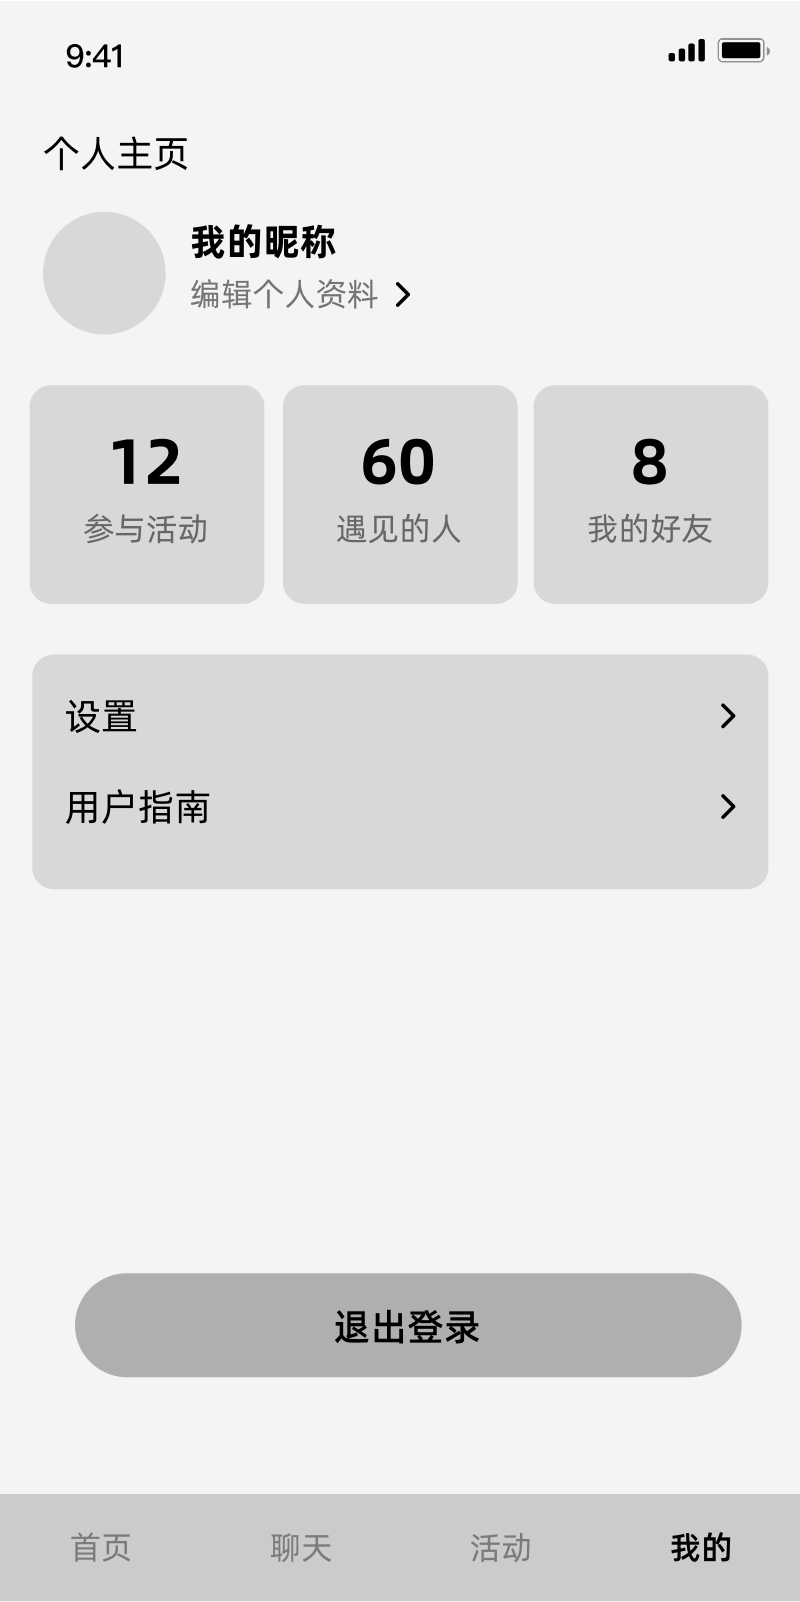 9:41
个人主页
我的昵称
编辑个人资料
12 60 8
参与活动 遇见的人 我的好友
设置
用户指南
退出登录
首页 聊天 活动 我的